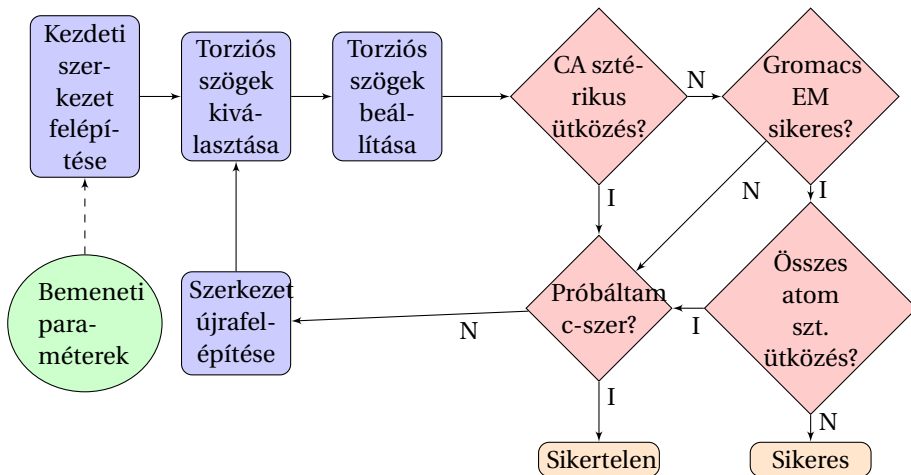 Kezdeti
szer-
kezet
felépí-
tése
Torziós
szögek
kivá-
lasztása
Torziós
szögek
beál-
lítása
CA szté-
rikus
ütközés?
N
Gromacs
EM
sikeres?
I
N
I
Bemeneti
para-
méterek
Szerkezet
újrafel-
építése
N
Próbáltam
c-szer?
I
Összes
atom
szt.
ütközés?
I
N
Sikertelen
Sikeres